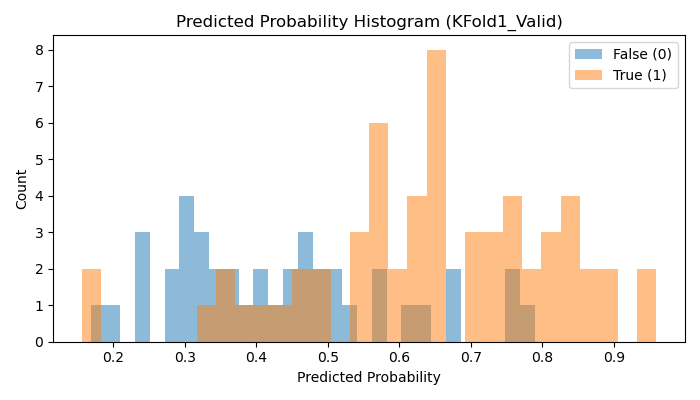 Predicted Probability Histogram (KFold1_Valid)
False (0)
True (1)
Count
8
7
6
5
4
3
2
1
0
0.2 0.3 0.4 0.5 0.6 0.7 0.8 0.9
Predicted Probability